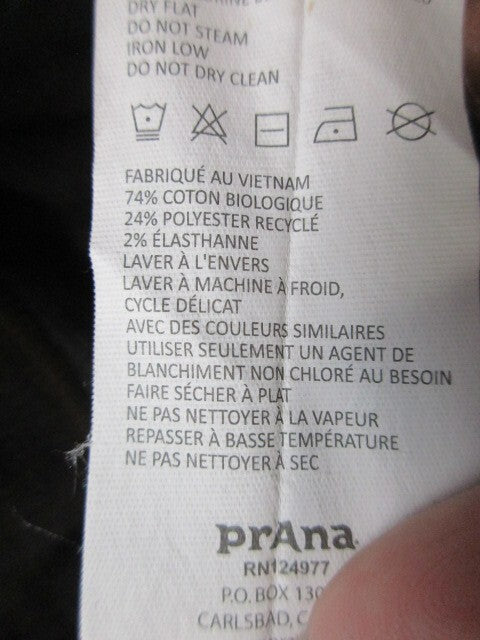 DRY FLAT
DO NOT STEAM
IRON LOW
DO NOT DRY CLEAN
FABRIQUÉ AU VIETNAM
74% COTON BIOLOGIQUE
24% POLYESTER RECYCLÉ
2% ÉLASTHANNE
LAVER À L'ENVERS
LAVER À MACHINE À FROID,
CYCLE DÉLICAT
AVEC DES COULEURS SIMILAIRES
UTILISER SEULEMENT UN AGENT DE
BLANCHIMENT NON CHLORÉ AU BESOIN
FAIRE SÉCHER À PLAT
NE PAS NETTOYER À LA VAPEUR
REPASSER À BASSE TEMPÉRATURE
NE PAS NETTOYER À SEC
prAna
RN124977
P.O. BOX 130
CARLSBAD, C